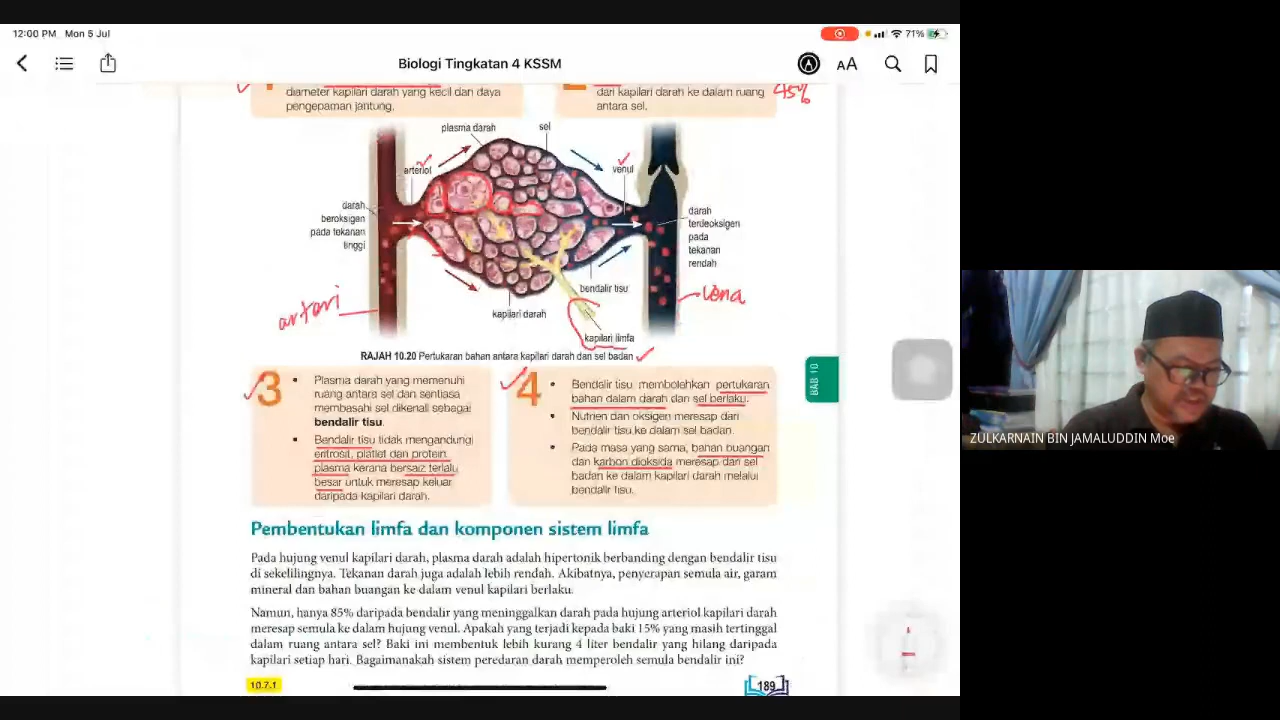 12:00 PM Mon 5 Jul
71%
Biologi Tingkatan 4 KSSM
AA
diameter kapilari darah yang kecil dan daya
pengepaman jantung.
dari kapilari darah ke dalam ruang
antara sel.
45%
plasma darah
sel
arteriol
venul
darah
beroksigen
pada tekanan
tinggi
darah
terdeoksigen
pada
tekanan
rendah
bendalir tisu
arteri
vena
kapilari darah
kapilari limfa
RAJAH 10.20 Pertukaran bahan antara kapilari darah dan sel badan
BAB 10
3
• Plasma darah yang memenuhi
ruang antara sel dan sentiasa
membasahi sel dikenali sebagai
bendalir tisu.
• Bendalir tisu tidak mengandungi
eritrosit, platlet dan protein
plasma kerana bersaiz terlalu
besar untuk meresap keluar
daripada kapilari darah.
4
• Bendalir tisu membolehkan pertukaran
bahan dalam darah dan sel berlaku.
• Nutrien dan oksigen meresap dari
bendalir tisu ke dalam sel badan.
• Pada masa yang sama, bahan buangan
dan karbon dioksida meresap dari sel
badan ke dalam kapilari darah melalui
bendalir tisu.
Pembentukan limfa dan komponen sistem limfa
Pada hujung venul kapilari darah, plasma darah adalah hipertonik berbanding dengan bendalir tisu
di sekelilingnya. Tekanan darah juga adalah lebih rendah. Akibatnya, penyerapan semula air, garam
mineral dan bahan buangan ke dalam venul kapilari berlaku.
Namun, hanya 85% daripada bendalir yang meninggalkan darah pada hujung arteriol kapilari darah
meresap semula ke dalam hujung venul. Apakah yang terjadi kepada baki 15% yang masih tertinggal
dalam ruang antara sel? Baki ini membentuk lebih kurang 4 liter bendalir yang hilang daripada
kapilari setiap hari. Bagaimanakah sistem peredaran darah memperoleh semula bendalir ini?
10.7.1
189
ZULKARNAIN BIN JAMALUDDIN Moe